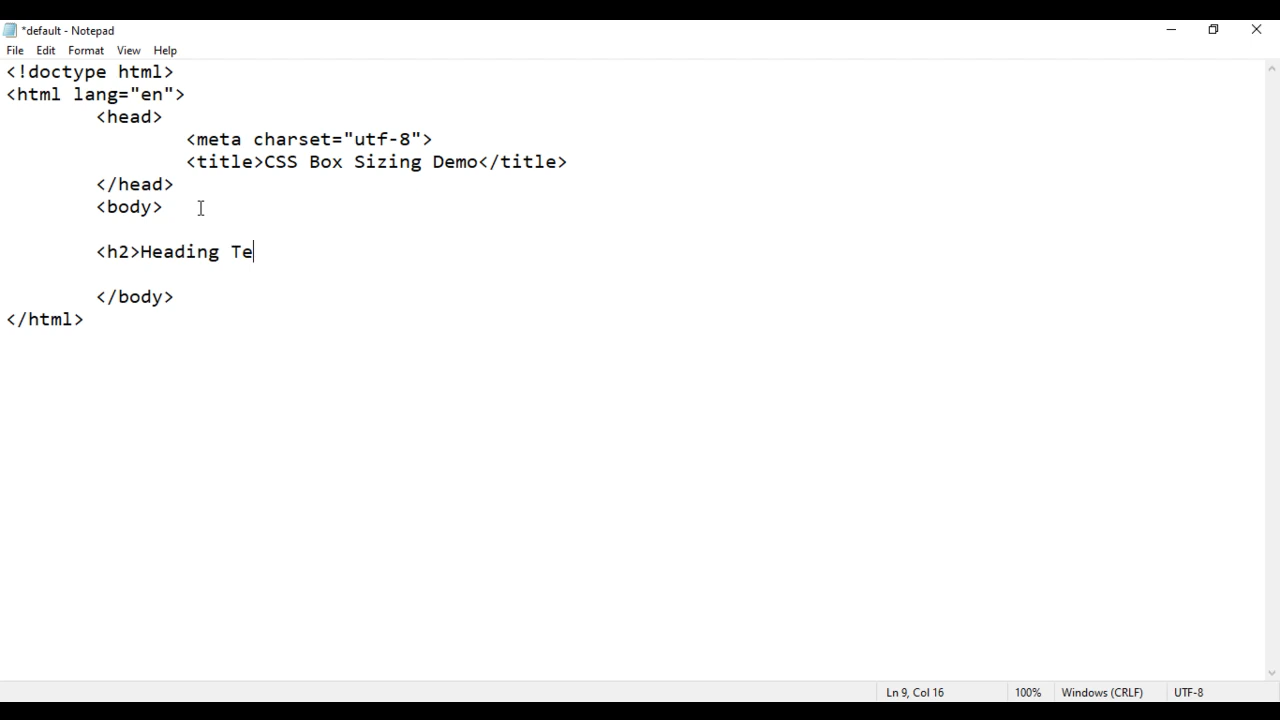 *default - Notepad
File Edit Format View Help
<!doctype html>
<html lang="en">
<head>
<meta charset="utf-8">
<title>CSS Box Sizing Demo</title>
</head>
<body>
<h2>Heading Te
</body>
</html>
Ln 9, Col 16 100% Windows (CRLF) UTF-8